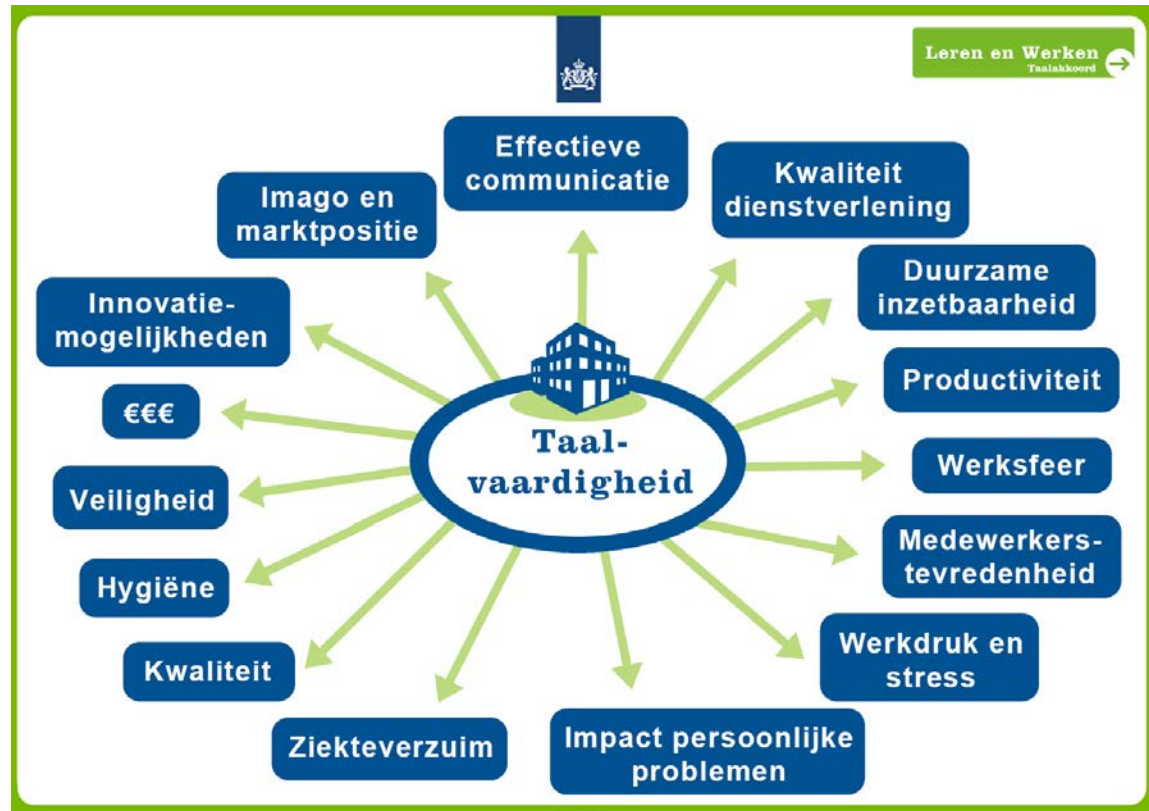 Leren en Werken
Taalakkoord
Effectieve
communicatie
Kwaliteit
dienstverlening
Duurzame
inzetbaarheid
Productiviteit
Werksfeer
Medewerkers-
tevredenheid
Werkdruk en
stress
Impact persoonlijke
problemen
Ziekteverzuim
Kwaliteit
Hygiëne
Veiligheid
€€€
Innovatie-
mogelijkheden
Imago en
marktpositie
Taal-
vaardigheid